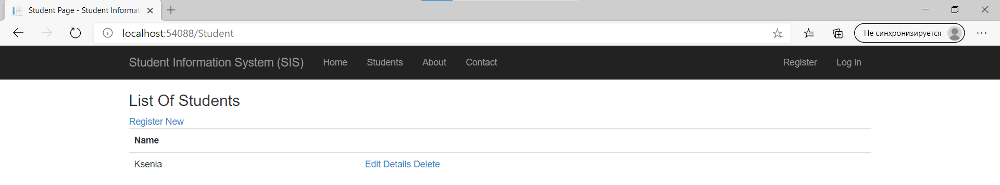 Student Page - Student Informat
localhost:54088/Student
Не синхронизируется
Student Information System (SIS) Home Students About Contact Register Log in
List Of Students
Register New
Name
Ksenia Edit Details Delete